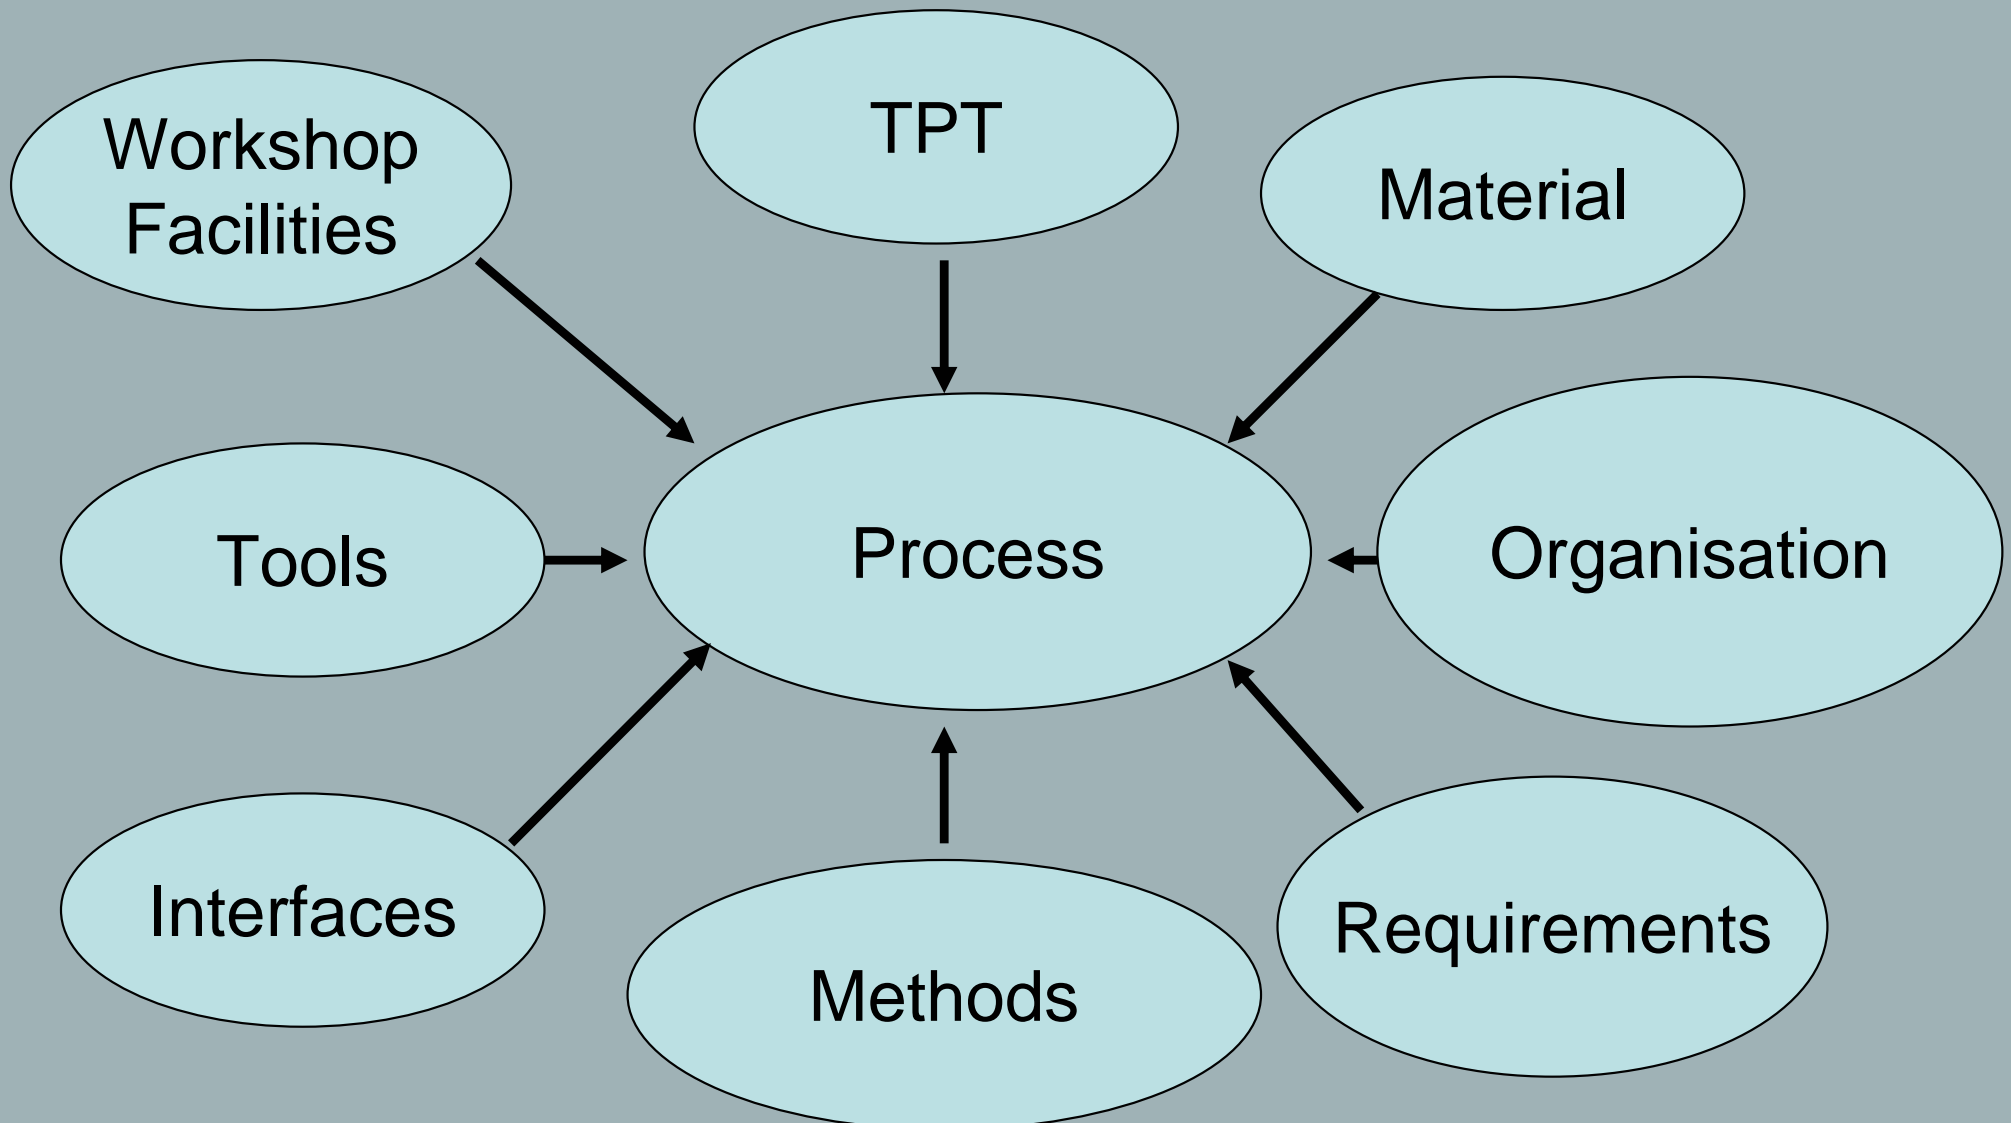 Workshop
Facilities
TPT
Material
Tools
Process
Organisation
Interfaces
Methods
Requirements